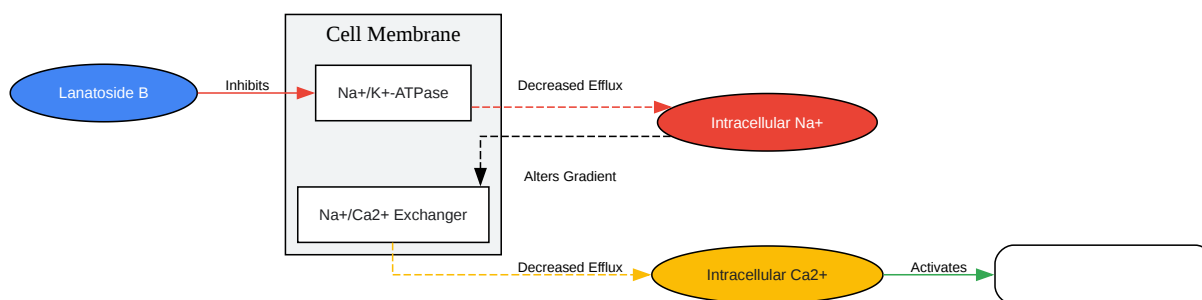 Cell Membrane
Lanatoside B
Inhibits
Na+/K+-ATPase
Decreased Efflux
Intracellular Na+
Alters Gradient
Na+/Ca2+ Exchanger
Decreased Efflux
Intracellular Ca2+
Activates